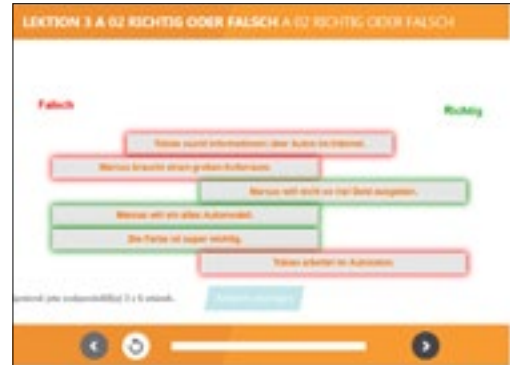 LEKTION 3 A 02 RICHTIG ODER FALSCH A 02 RICHTIG ODER FALSCH
Falsch
Richtig
Tobias sucht Informationen über Autos im Internet.
Marcus braucht einen großen Kofferraum.
Marcus will nicht so viel Geld ausgeben.
Marcus will ein altes Automodell.
Die Farbe ist super wichtig.
Tobias arbeitet im Autosalon.